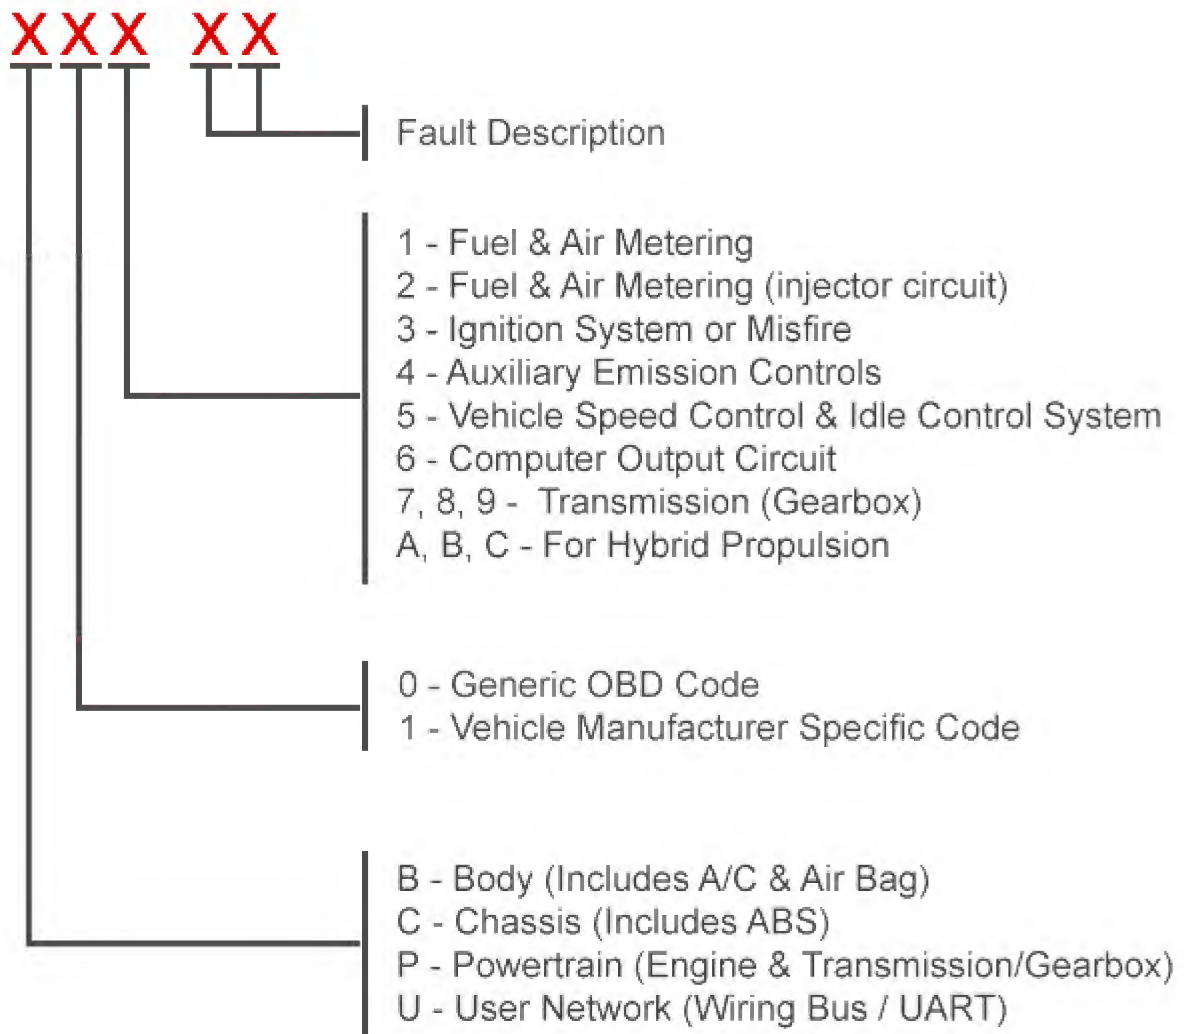 XXX XX
Fault Description
1 - Fuel & Air Metering
2 - Fuel & Air Metering (injector circuit)
3 - Ignition System or Misfire
4 - Auxiliary Emission Controls
5 - Vehicle Speed Control & Idle Control System
6 - Computer Output Circuit
7, 8, 9 - Transmission (Gearbox)
A, B, C - For Hybrid Propulsion
0 - Generic OBD Code
1 - Vehicle Manufacturer Specific Code
B - Body (Includes A/C & Air Bag)
C - Chassis (Includes ABS)
P - Powertrain (Engine & Transmission/Gearbox)
U - User Network (Wiring Bus / UART)